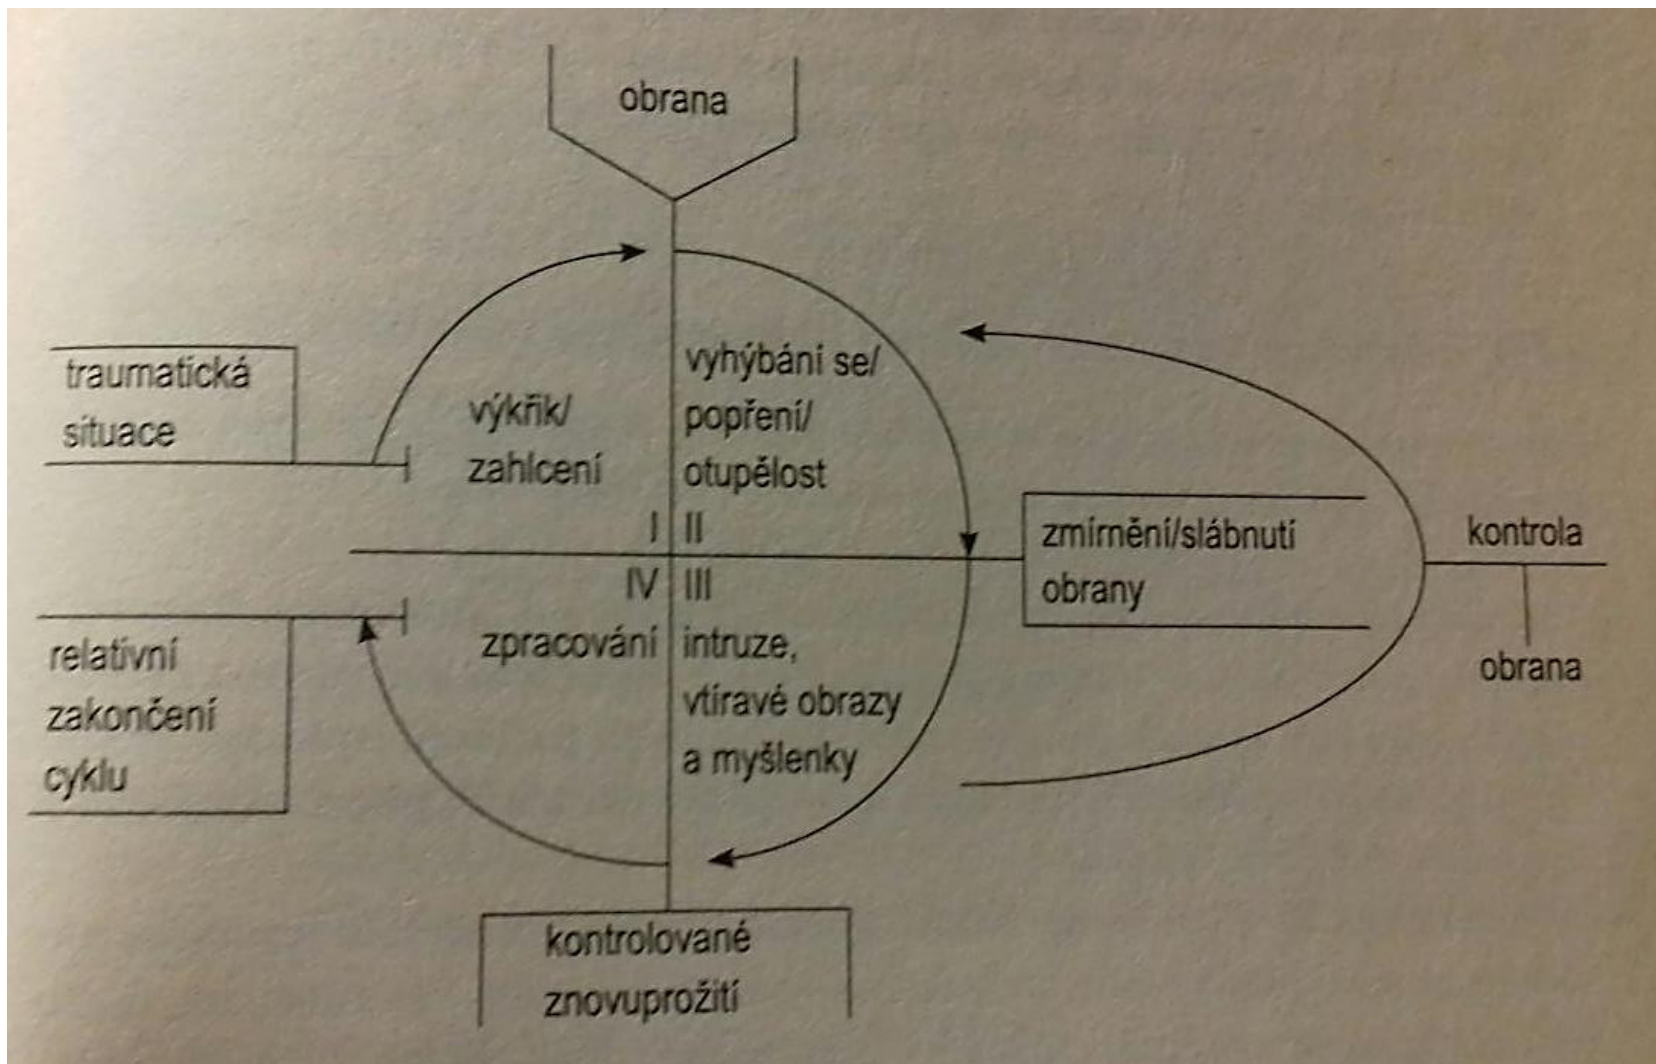 obrana
traumatická
situace
výkřik/
zahlcení
vyhýbání se/
popření/
otupělost
I
II
zmírnění/slábnutí
obrany
kontrola
obrana
IV
III
zpracování
intruze,
vtíravé obrazy
a myšlenky
relativní
zakončení
cyklu
kontrolované
znovuprožití